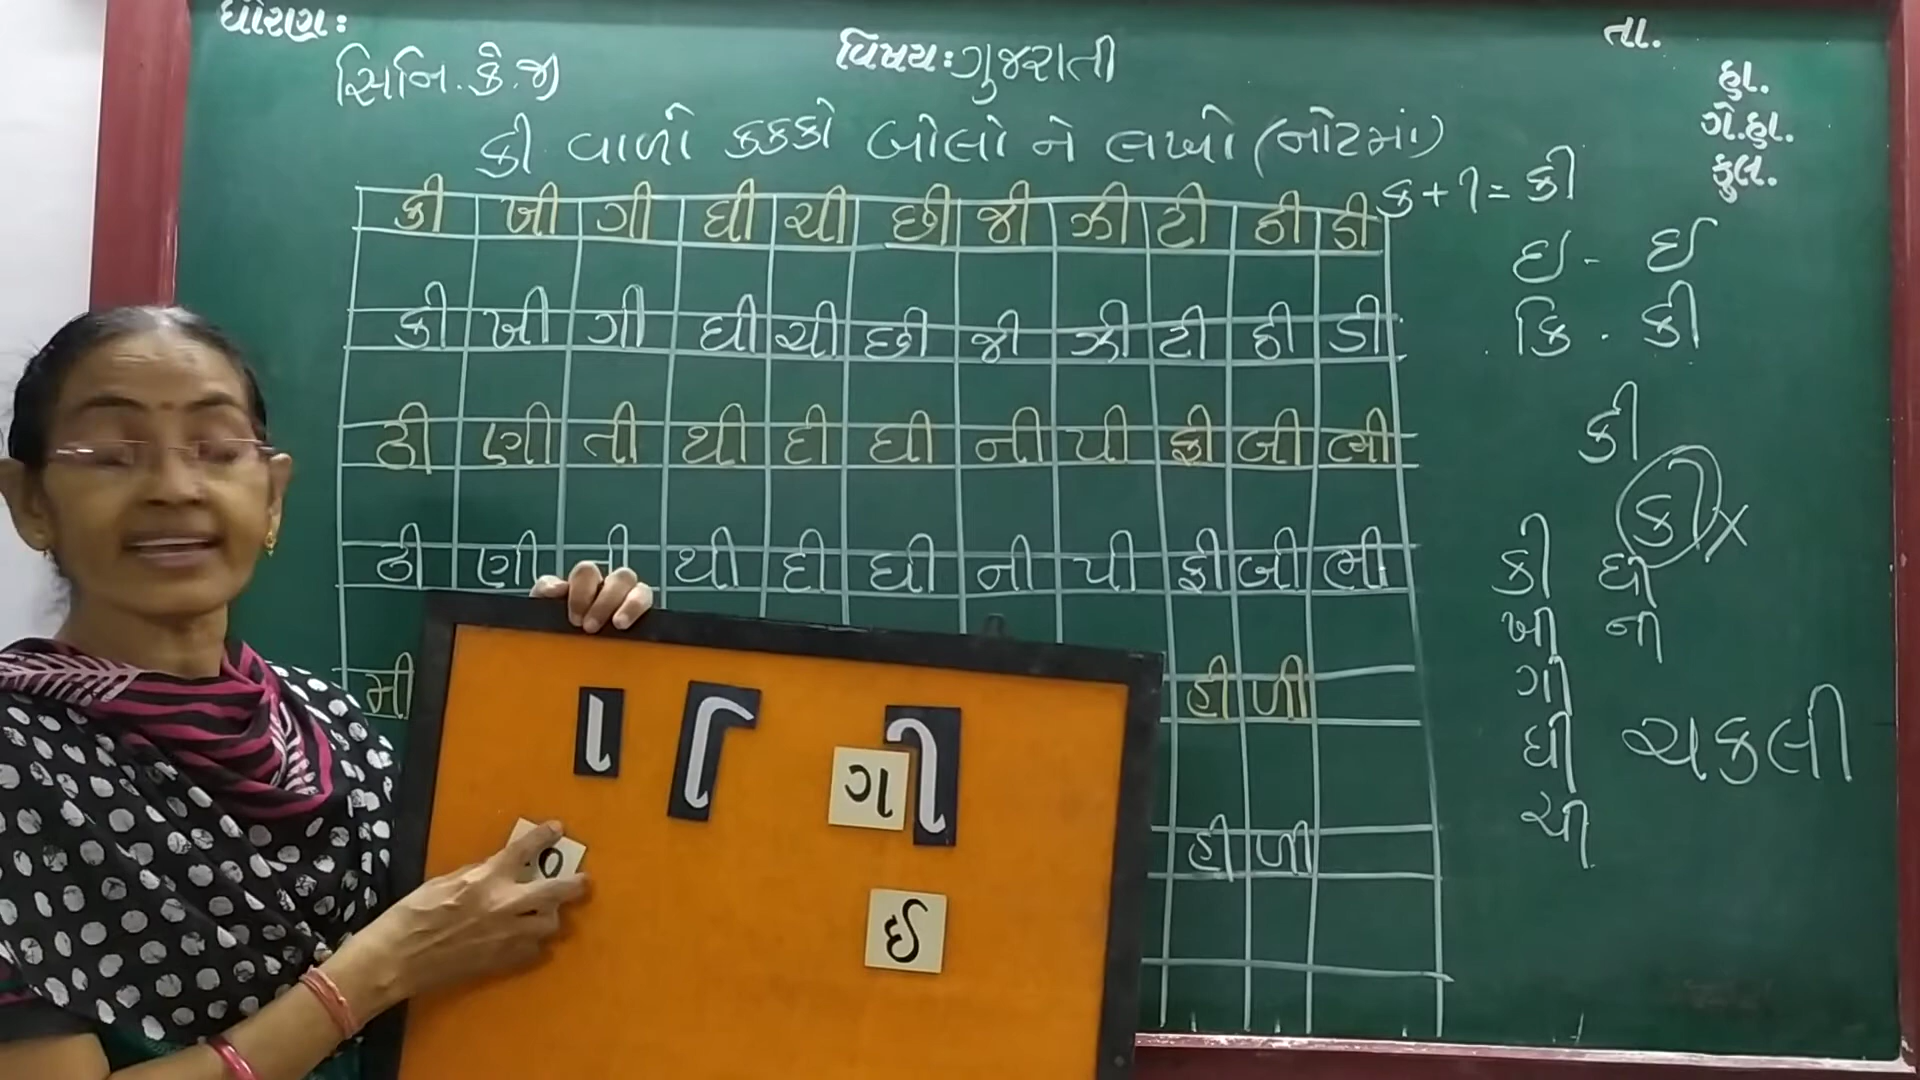 ધોરણ:
સિનિ.કે.જી
વિષય: ગુજરાતી
તા.
હા.
ગે.હા.
કુલ.
કી વાળો કક્કો બોલો ને લખો (નોટમાં)
ક + ી = કી
કી ખી ગી ઘી ચી છી જી ઝી ટી ઠી ડી
ઇ - ઈ
કી ખી ગી ઘી ચી છી જી ઝી ટી ઠી ડી
કિ . કી
કી
ઢી ણી તી થી દી ધી ની પી ફી બી ભી
કી x
ઢી ણી તી થી દી ધી ની પી ફી બી ભી
કી ધી
ખી ની
ગી
ઘી ચકલી
ચી
મી હી ળી
હી ળી
ા િ ગી
ઈ